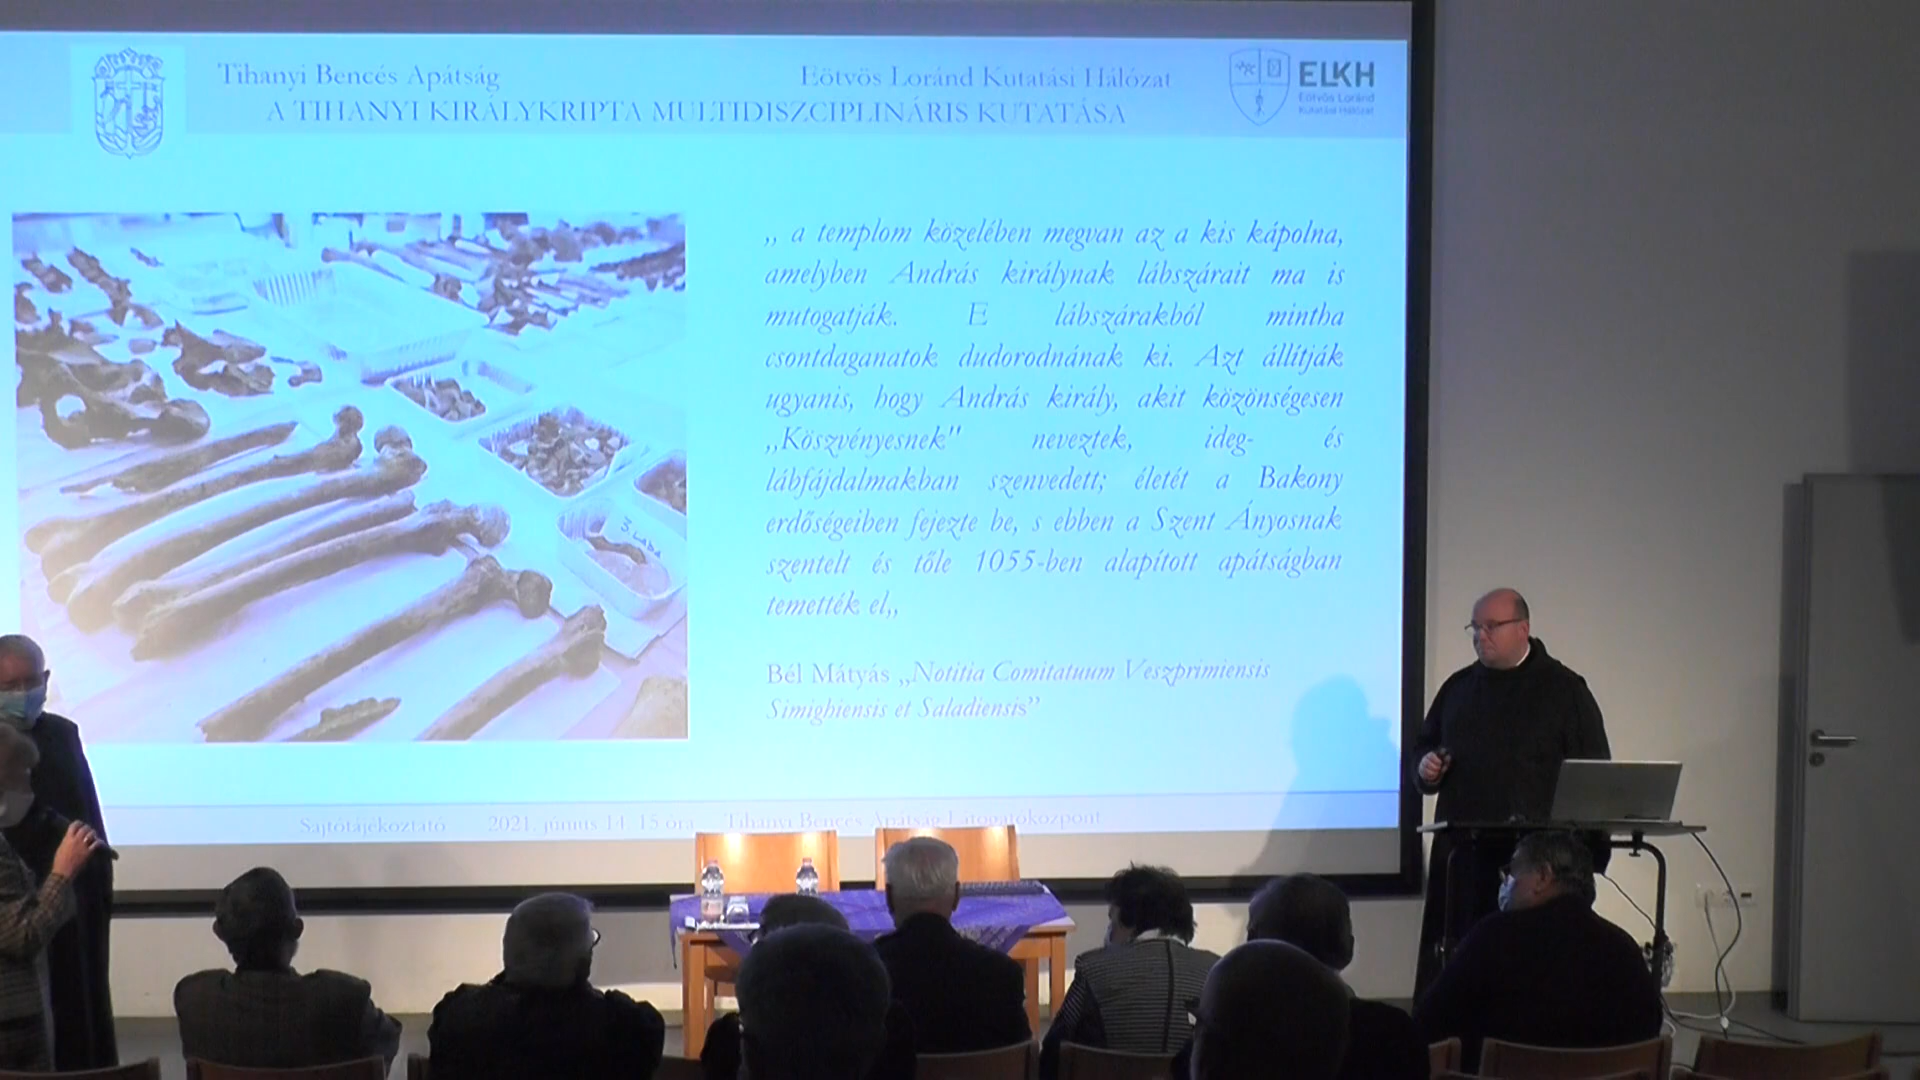 Tihanyi Bencés Apátság
Eötvös Loránd Kutatási Hálózat
A TIHANYI KIRÁLYKRIPTA MULTIDISZCIPLINÁRIS KUTATÁSA
ELKH
Eötvös Loránd
Kutatási Hálózat
„ a templom közelében megvan az a kis kápolna,
amelyben András királynak lábszárait ma is
mutogatják. E lábszárakból mintha
csontdaganatok dudorodnának ki. Azt állítják
ugyanis, hogy András király, akit közönségesen
„Köszvényesnek" neveztek, ideg- és
lábfájdalmakban szenvedett; életét a Bakony
erdőségeiben fejezte be, s ebben a Szent Ányosnak
szentelt és tőle 1055-ben alapított apátságban
temették el„
Bél Mátyás „Notitia Comitatuum Veszprimiensis
Simighiensis et Saladiensis”
Sajtótájékoztató 2021. június 14. 15 óra Tihanyi Bencés Apátság Látogatóközpont